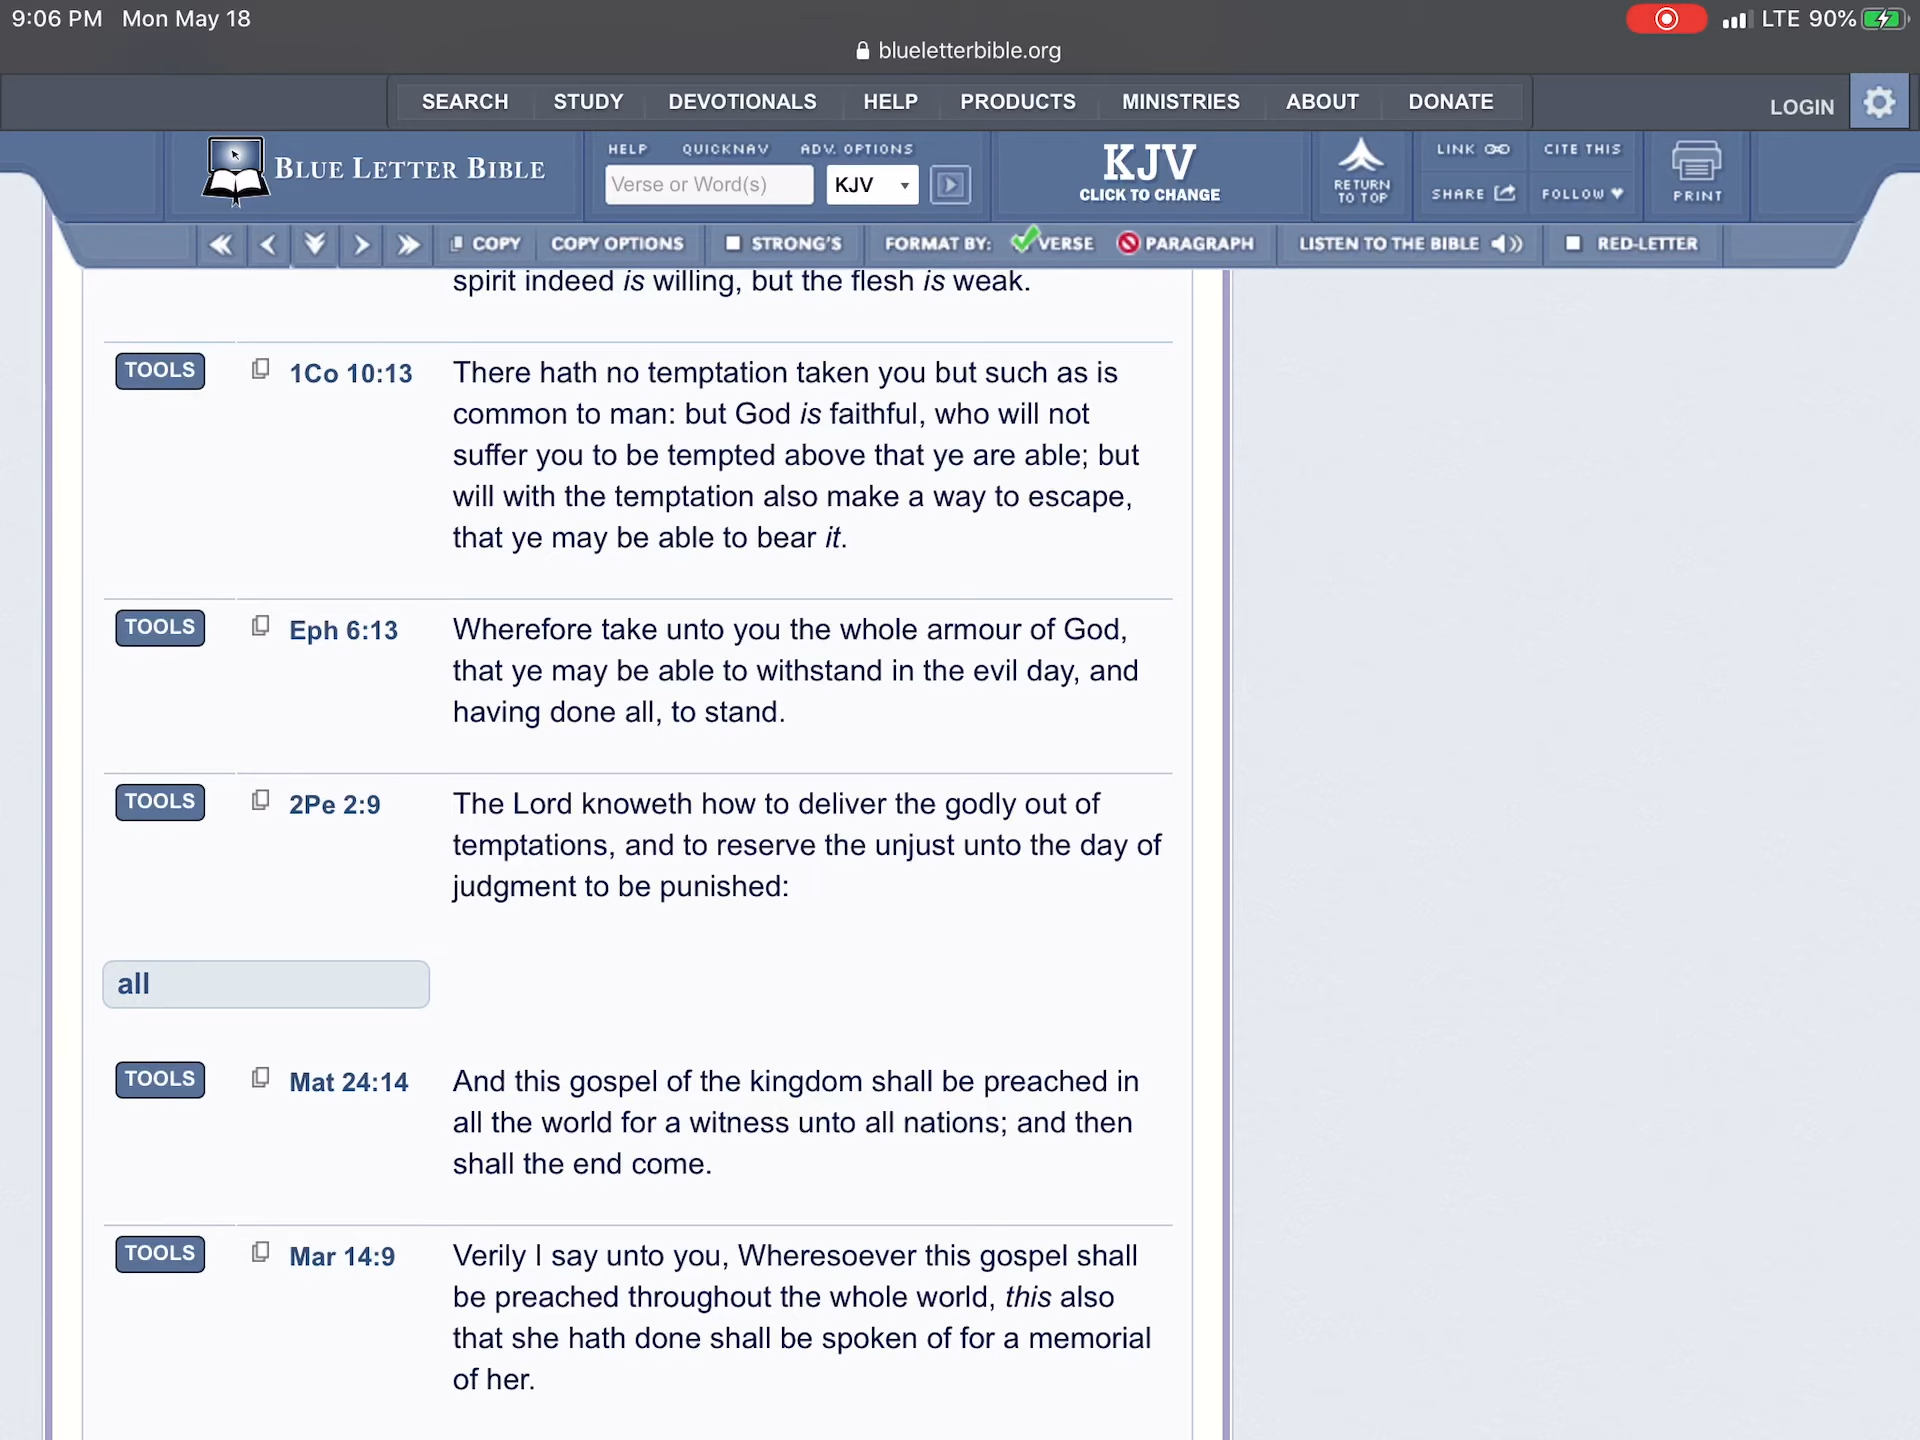 9:06 PM Mon May 18
LTE 90%
blueletterbible.org
SEARCH STUDY DEVOTIONALS HELP PRODUCTS MINISTRIES ABOUT DONATE
LOGIN
BLUE LETTER BIBLE
HELP QUICKNAV ADV. OPTIONS
Verse or Word(s) KJV
KJV
CLICK TO CHANGE
RETURN
TO TOP
LINK CITE THIS
SHARE FOLLOW
PRINT
COPY COPY OPTIONS STRONG'S FORMAT BY: VERSE PARAGRAPH LISTEN TO THE BIBLE RED-LETTER
spirit indeed is willing, but the flesh is weak.
TOOLS 1Co 10:13 There hath no temptation taken you but such as is
common to man: but God is faithful, who will not
suffer you to be tempted above that ye are able; but
will with the temptation also make a way to escape,
that ye may be able to bear it.
TOOLS Eph 6:13 Wherefore take unto you the whole armour of God,
that ye may be able to withstand in the evil day, and
having done all, to stand.
TOOLS 2Pe 2:9 The Lord knoweth how to deliver the godly out of
temptations, and to reserve the unjust unto the day of
judgment to be punished:
all
TOOLS Mat 24:14 And this gospel of the kingdom shall be preached in
all the world for a witness unto all nations; and then
shall the end come.
TOOLS Mar 14:9 Verily I say unto you, Wheresoever this gospel shall
be preached throughout the whole world, this also
that she hath done shall be spoken of for a memorial
of her.